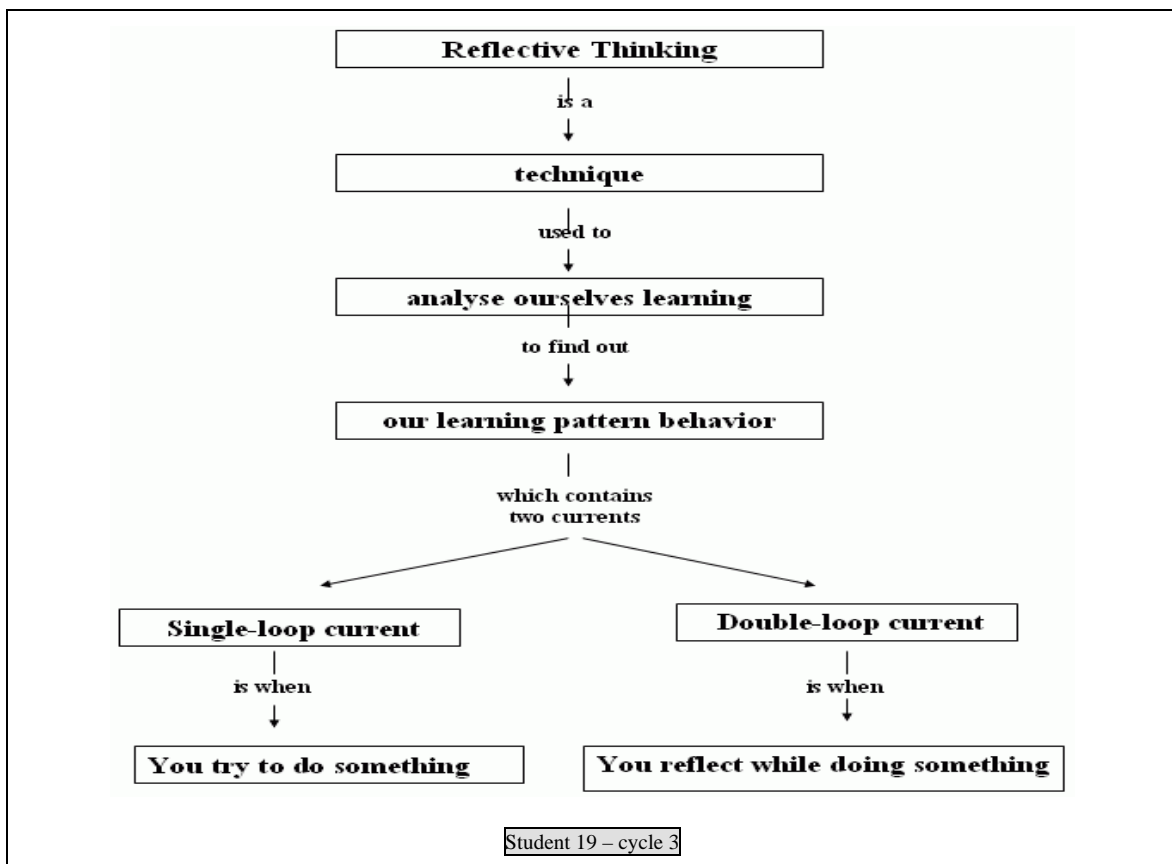 Reflective Thinking
is a
technique
used to
analyse ourselves learning
to find out
our learning pattern behavior
which contains
two currents
Single-loop current
Double-loop current
is when
is when
You try to do something
You reflect while doing something
Student 19 – cycle 3